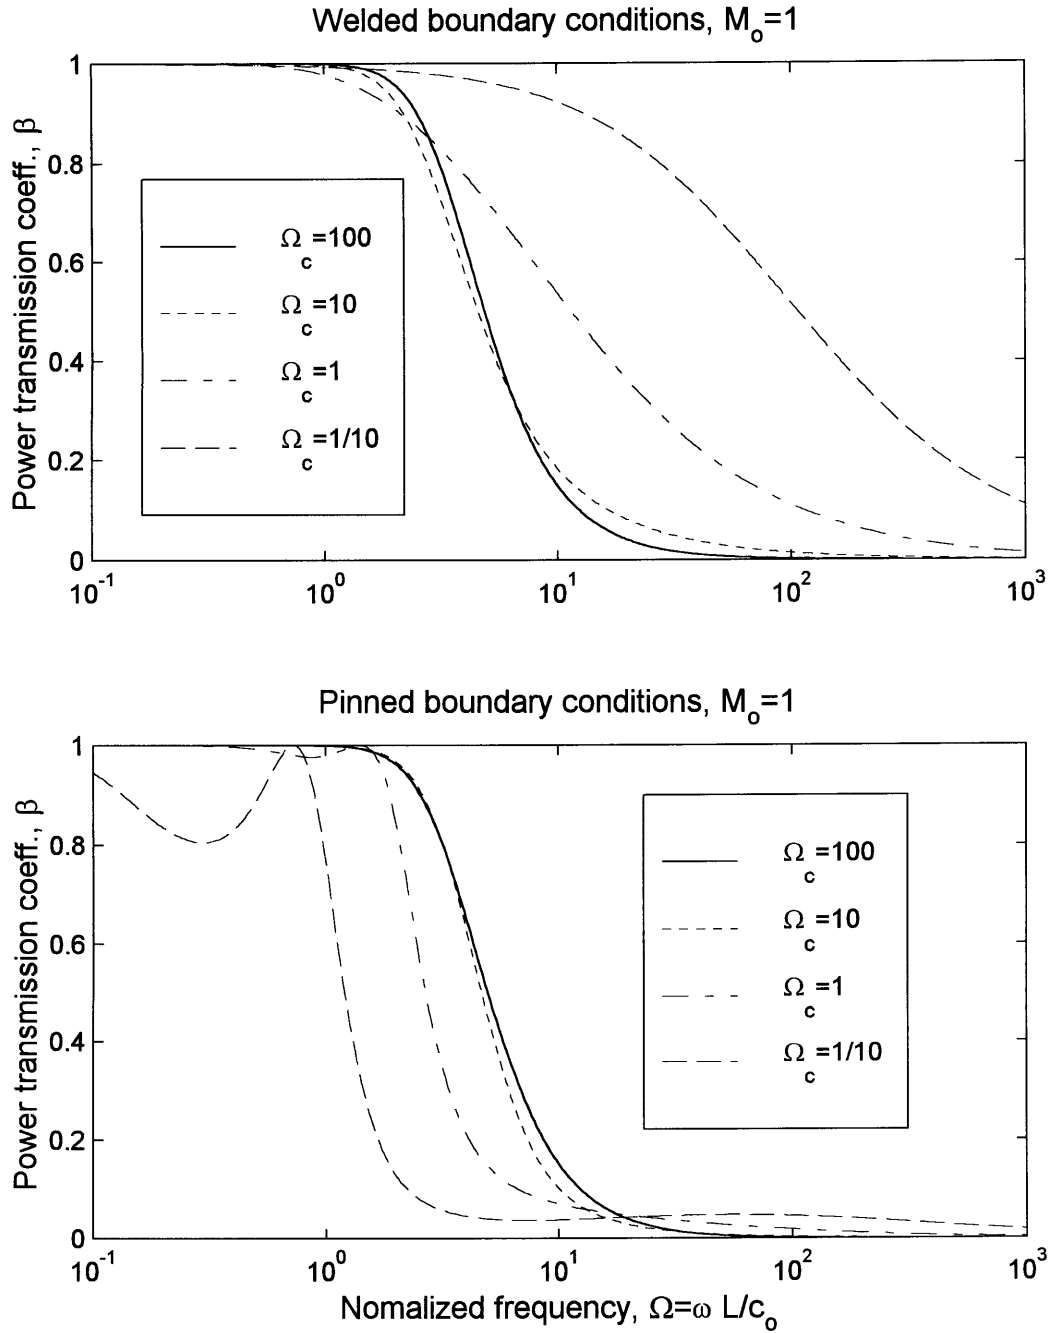 Welded boundary conditions, Mo=1
Power transmission coeff., β
1
0.8
0.6
0.4
0.2
0
Ωc=100
Ωc=10
Ωc=1
Ωc=1/10
10-1 100 101 102 103
Pinned boundary conditions, Mo=1
Power transmission coeff., β
1
0.8
0.6
0.4
0.2
0
Ωc=100
Ωc=10
Ωc=1
Ωc=1/10
10-1 100 101 102 103
Nomalized frequency, Ω=ω L/co